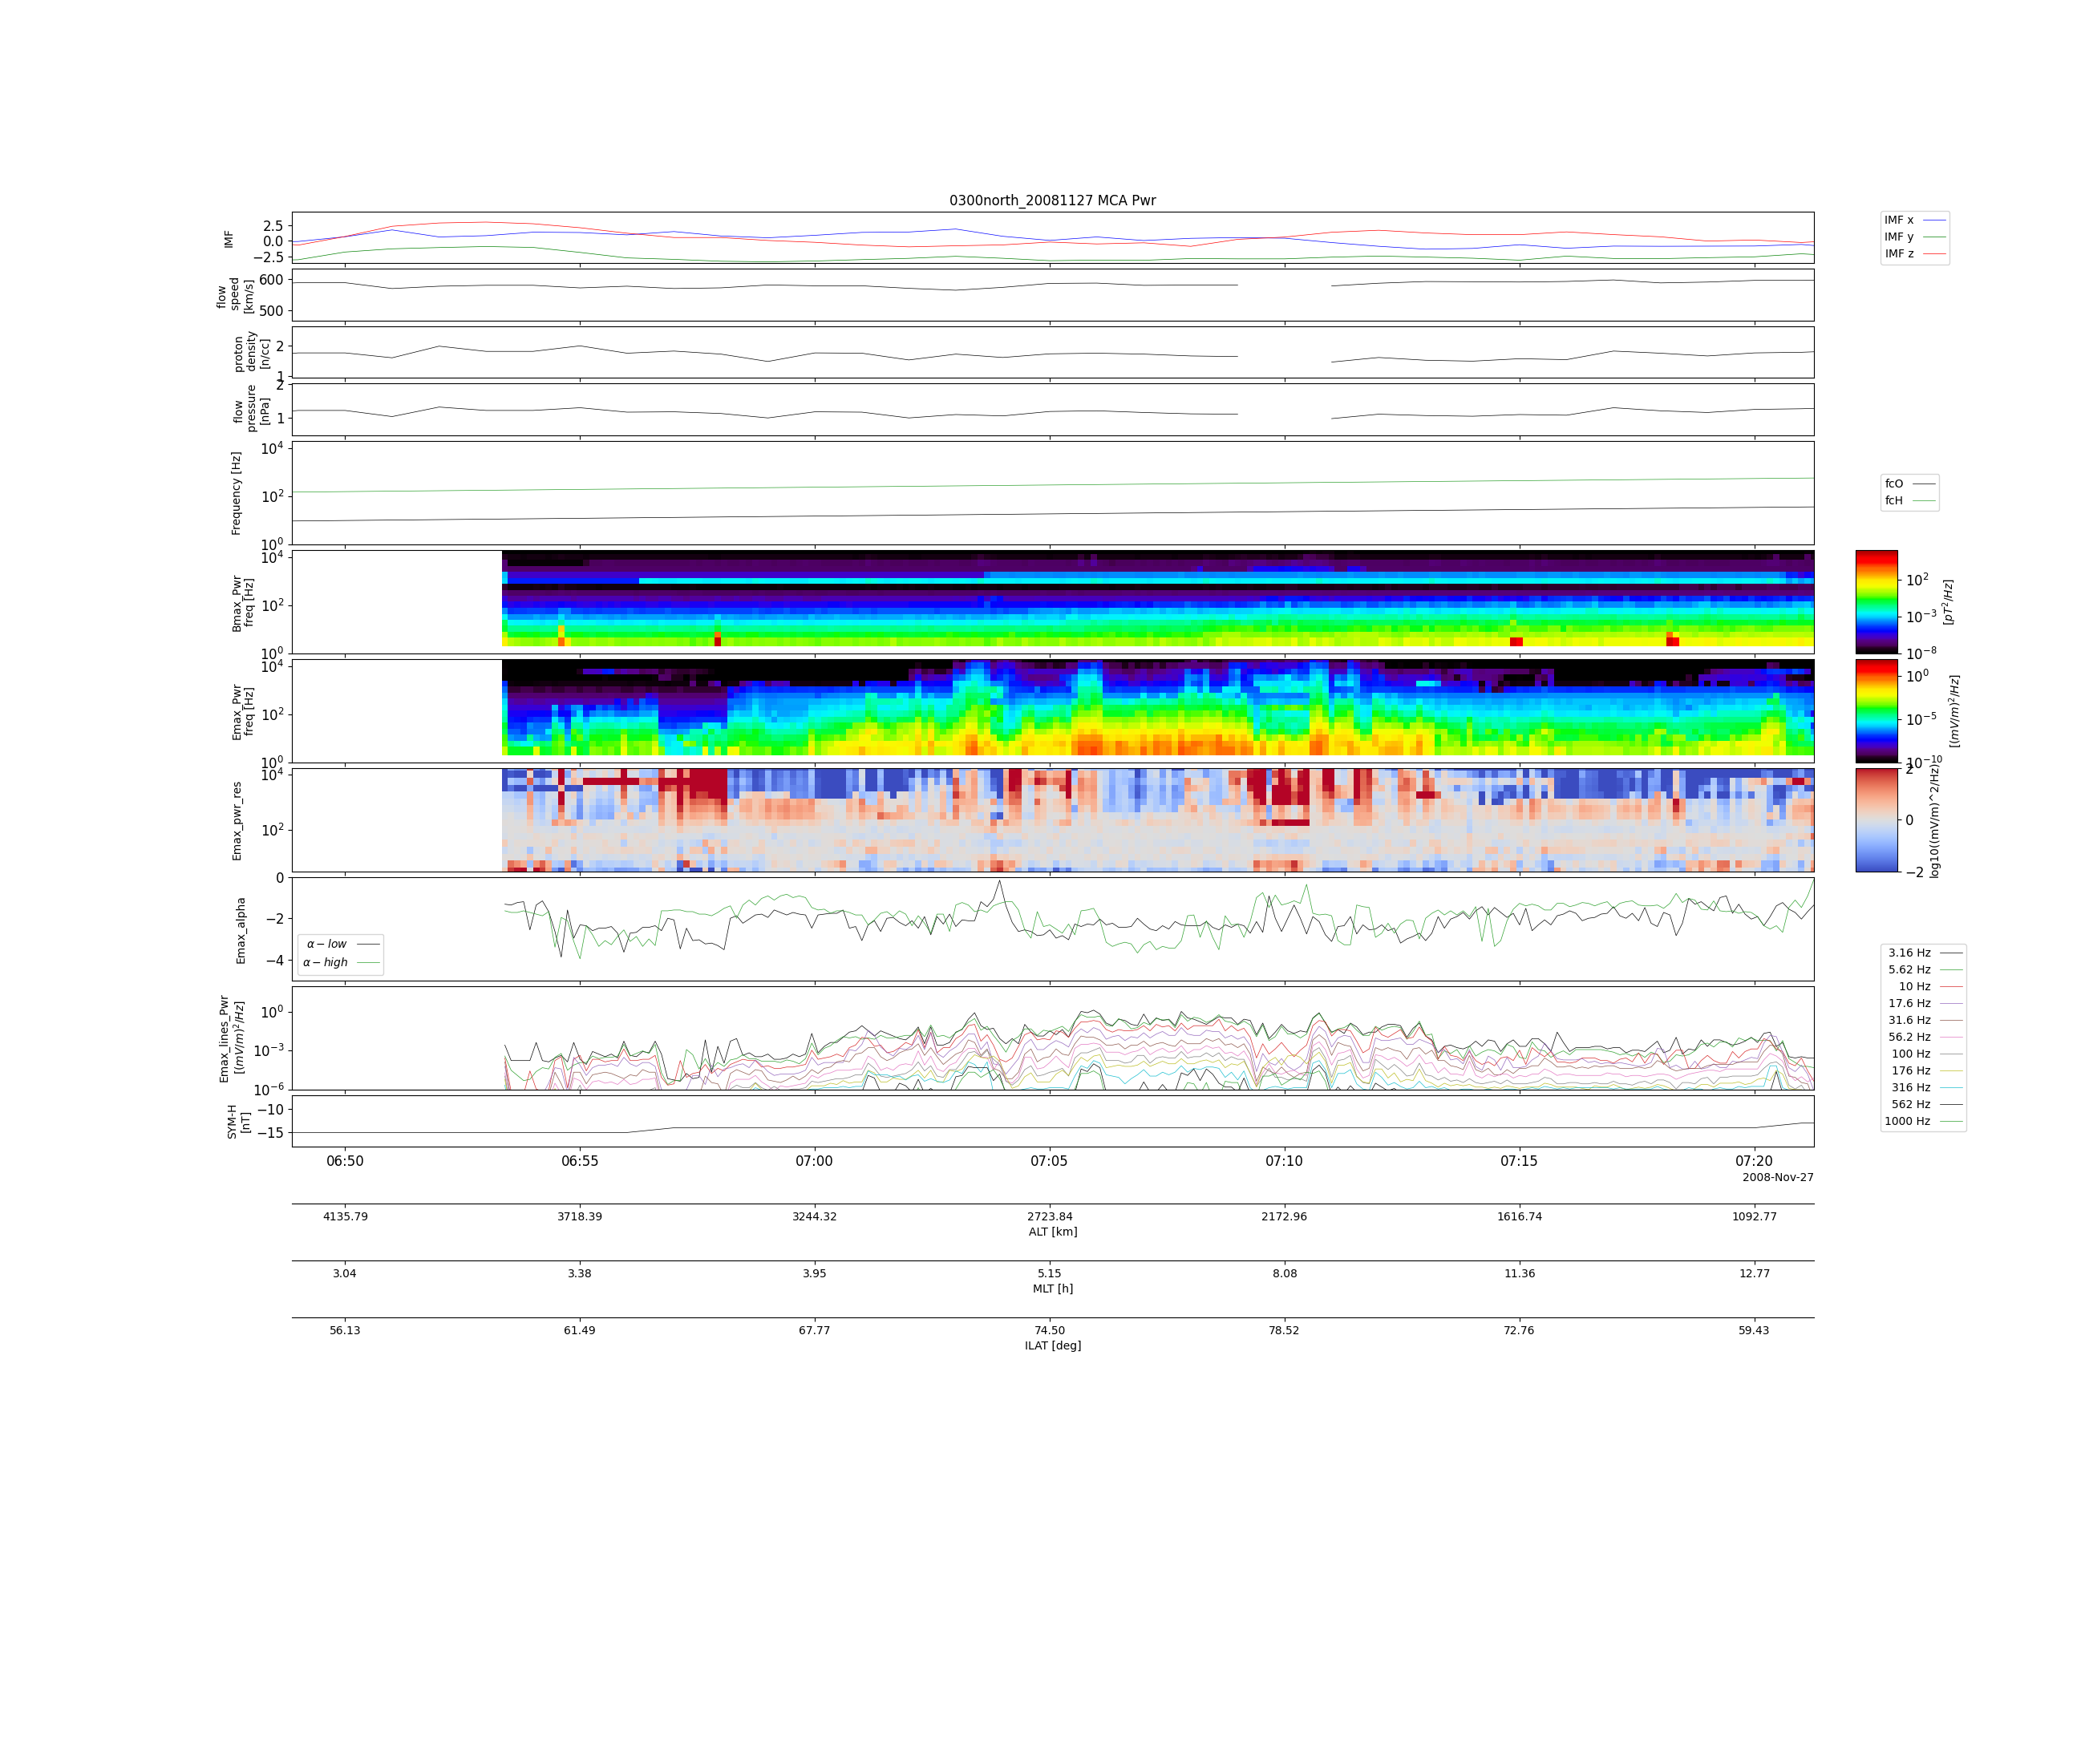 0300north_20081127 MCA Pwr
IMF
2.5
0.0
−2.5
IMF x
IMF y
IMF z
flow
speed
[km/s]
600
500
proton
density
[n/cc]
2
1
flow
pressure
[nPa]
2
1
Frequency [Hz]
10^4
10^2
10^0
fcO
fcH
Bmax_Pwr
freq [Hz]
10^4
10^2
10^0
10^2
10^−3
10^−8
[pT^2/Hz]
Emax_Pwr
freq [Hz]
10^4
10^2
10^0
10^0
10^−5
10^−10
[(mV/m)^2/Hz]
Emax_pwr_res
10^4
10^2
2
0
−2
log10((mV/m)^2/Hz)
Emax_alpha
0
−2
−4
α − low
α − high
Emax_lines_Pwr
[(mV/m)^2/Hz]
10^0
10^−3
10^−6
3.16 Hz
5.62 Hz
10 Hz
17.6 Hz
31.6 Hz
56.2 Hz
100 Hz
176 Hz
316 Hz
562 Hz
1000 Hz
SYM-H
[nT]
−10
−15
06:50 06:55 07:00 07:05 07:10 07:15 07:20
2008-Nov-27
4135.79 3718.39 3244.32 2723.84 2172.96 1616.74 1092.77
ALT [km]
3.04 3.38 3.95 5.15 8.08 11.36 12.77
MLT [h]
56.13 61.49 67.77 74.50 78.52 72.76 59.43
ILAT [deg]